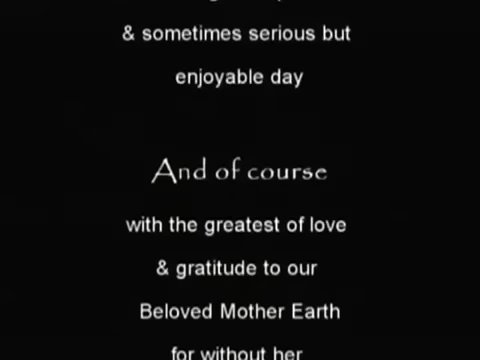 & sometimes serious but
enjoyable day
And of course
with the greatest of love
& gratitude to our
Beloved Mother Earth
for without her